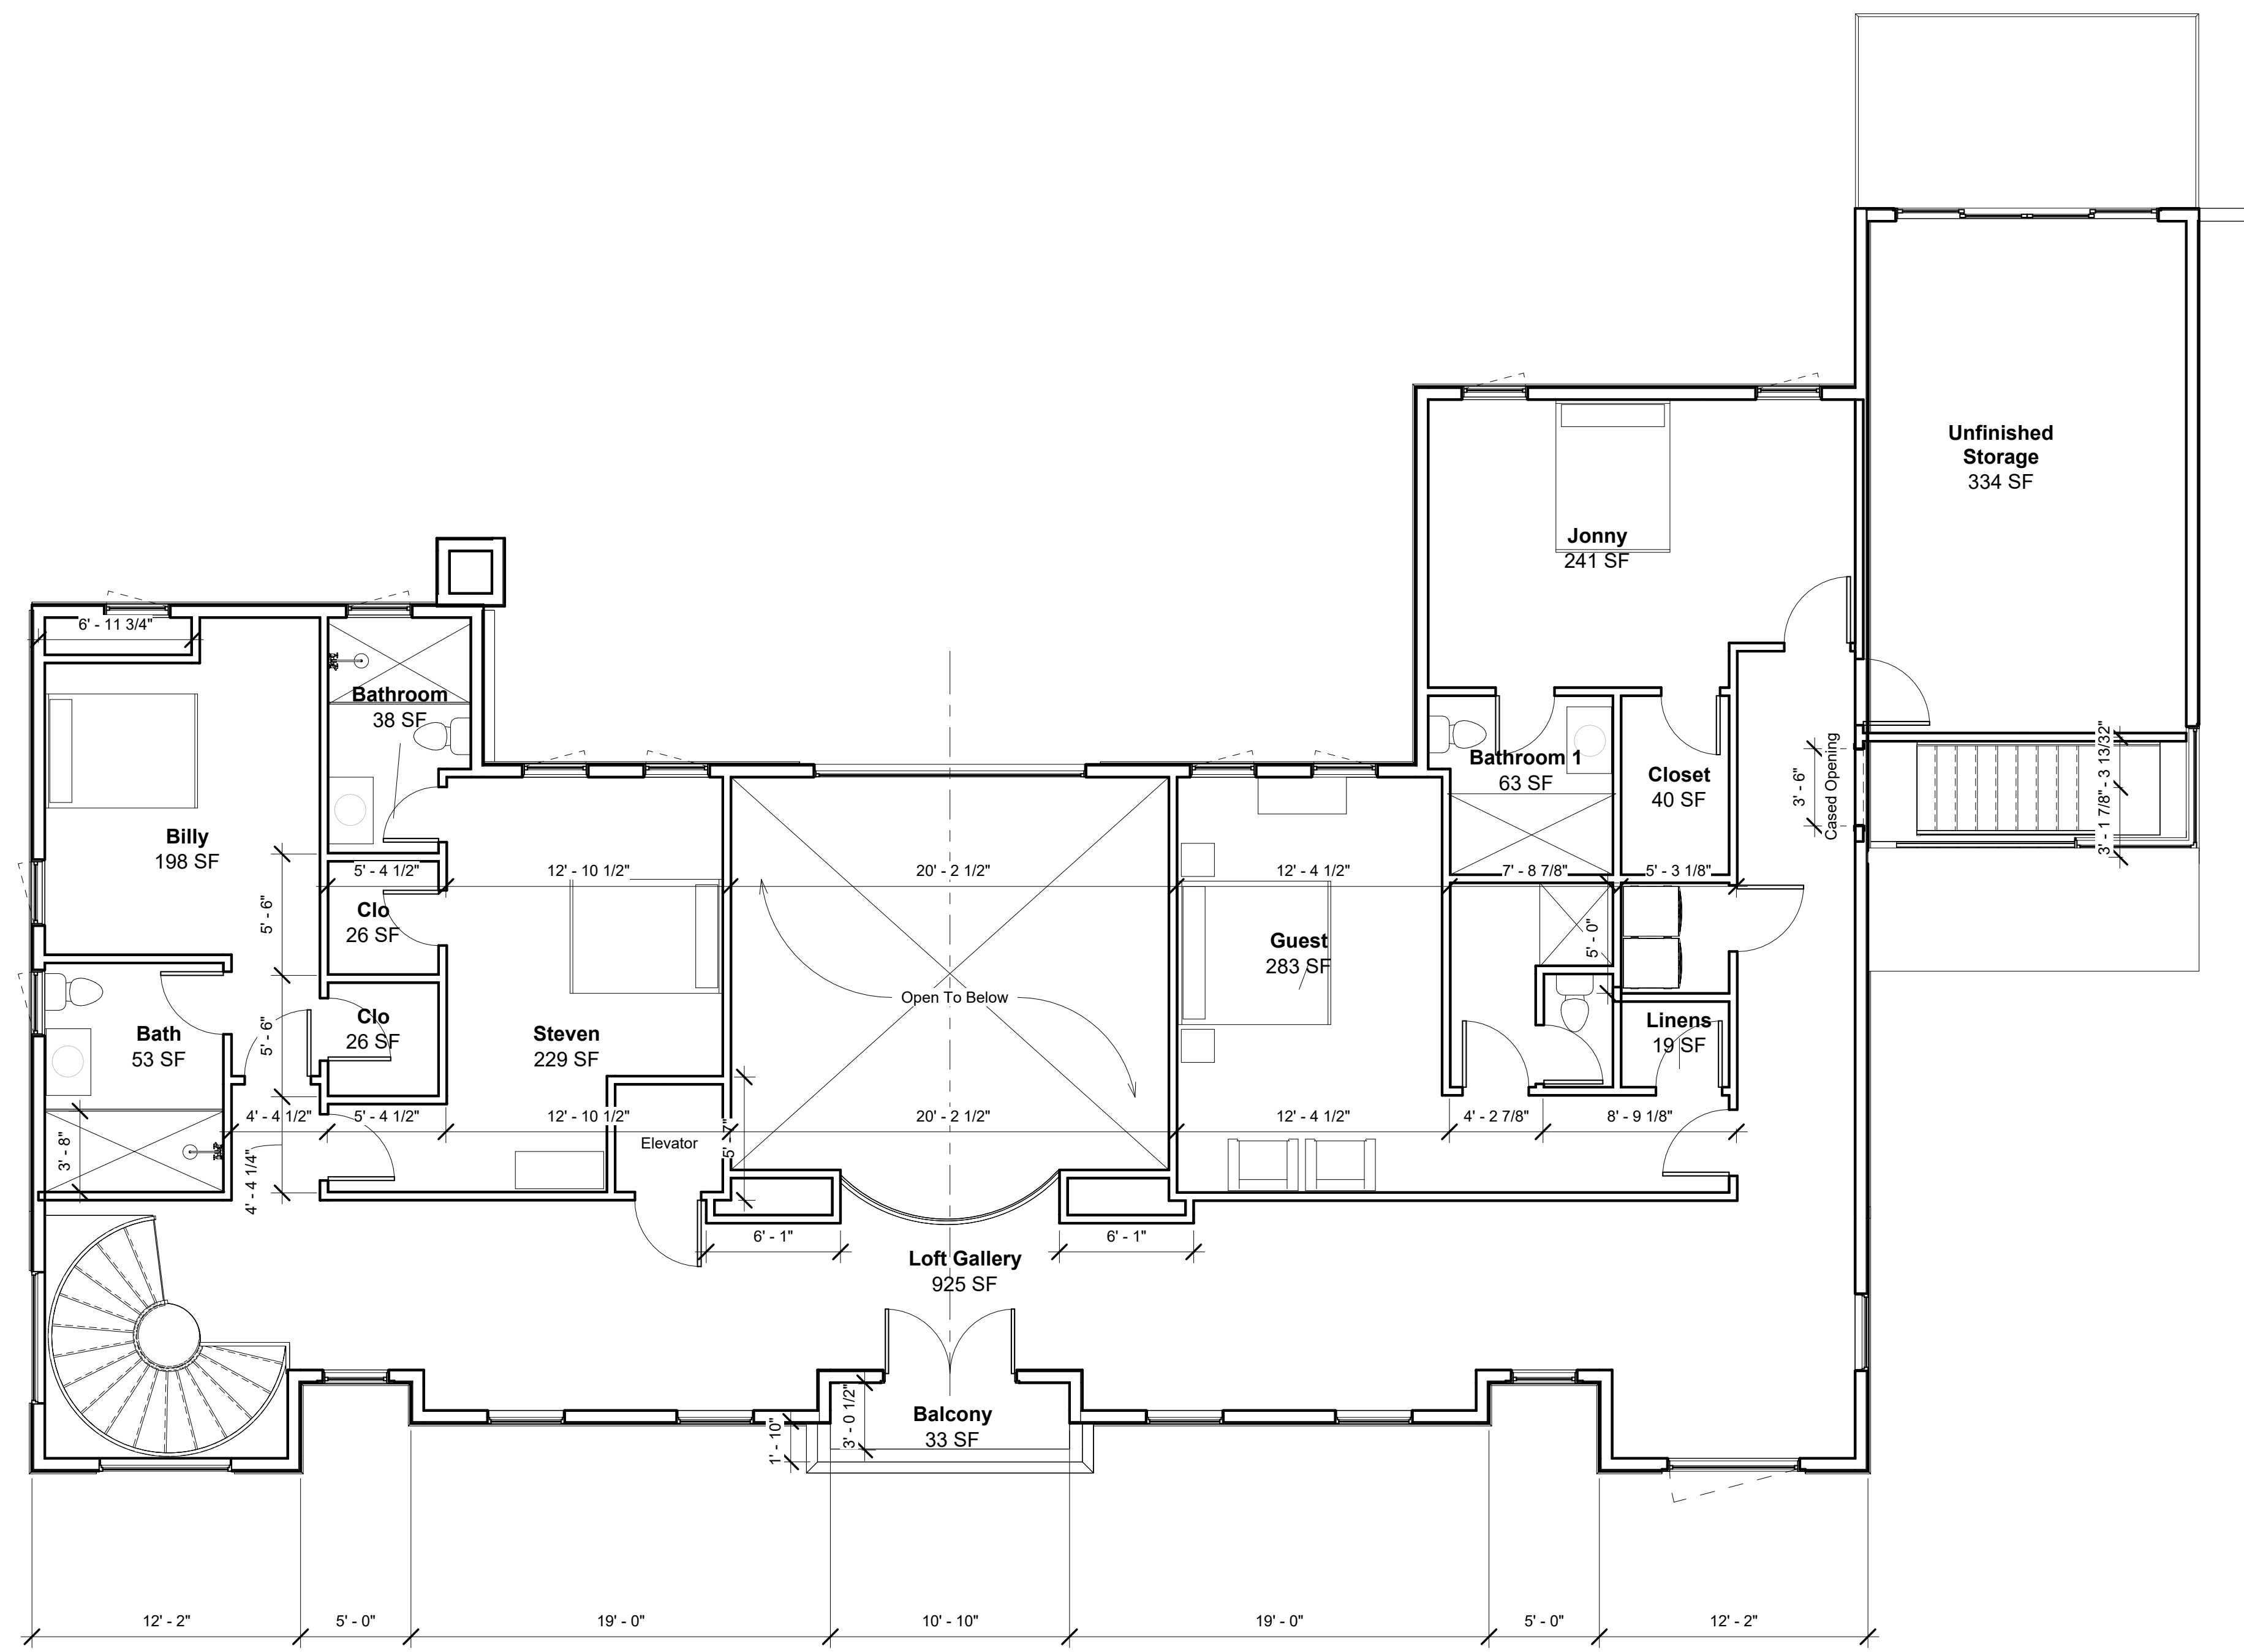 Unfinished
Storage
334 SF
Jonny
241 SF
6' - 11 3/4"
Bathroom
38 SF
Bathroom 1
63 SF
Closet
40 SF
3' - 6"
Cased Opening
3' - 1 7/8"
- 3 13/32"
Billy
198 SF
5' - 4 1/2"
12' - 10 1/2"
20' - 2 1/2"
12' - 4 1/2"
7' - 8 7/8"
5' - 3 1/8"
5' - 6"
Clo
26 SF
Guest
283 SF
5' - 0"
Open To Below
Bath
53 SF
5' - 6"
Clo
26 SF
Steven
229 SF
Linens
19 SF
4' - 4 1/2"
5' - 4 1/2"
12' - 10 1/2"
20' - 2 1/2"
12' - 4 1/2"
4' - 2 7/8"
8' - 9 1/8"
3' - 8"
4' - 4 1/4"
Elevator
5' - 7"
6' - 1"
6' - 1"
Loft Gallery
925 SF
Balcony
33 SF
3' - 0 1/2"
1' - 10"
12' - 2"
5' - 0"
19' - 0"
10' - 10"
19' - 0"
5' - 0"
12' - 2"